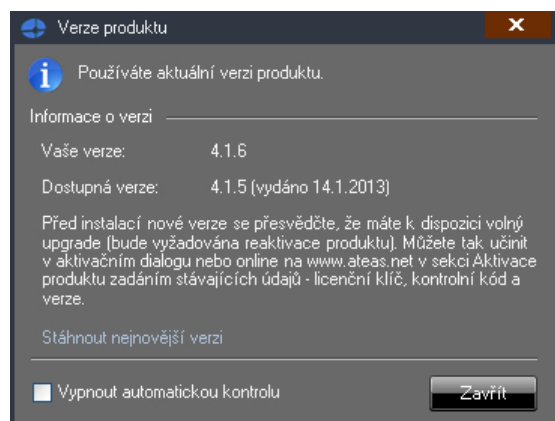 Verze produktu
Používáte aktuální verzi produktu.
Informace o verzi
Vaše verze: 4.1.6
Dostupná verze: 4.1.5 (vydáno 14.1.2013)
Před instalací nové verze se přesvědčte, že máte k dispozici volný
upgrade (bude vyžadována reaktivace produktu). Můžete tak učinit
v aktivačním dialogu nebo online na www.ateas.net v sekci Aktivace
produktu zadáním stávajících údajů - licenční klíč, kontrolní kód a
verze.
Stáhnout nejnovější verzi
Vypnout automatickou kontrolu
Zavřít